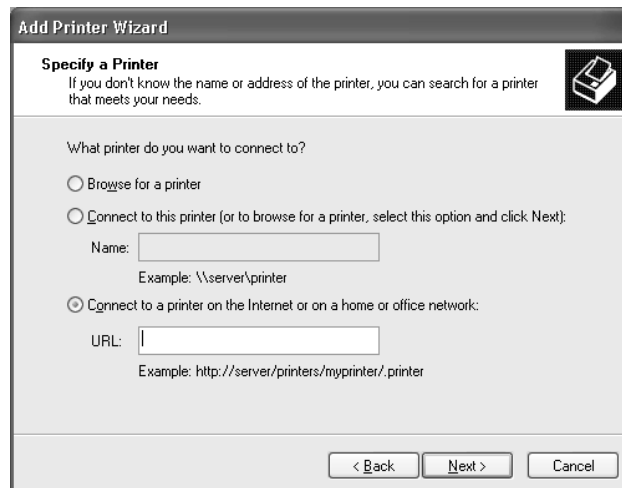 Add Printer Wizard
Specify a Printer
If you don't know the name or address of the printer, you can search for a printer
that meets your needs.
What printer do you want to connect to?
Browse for a printer
Connect to this printer (or to browse for a printer, select this option and click Next):
Name:
Example: \\server\printer
Connect to a printer on the Internet or on a home or office network:
URL:
Example: http://server/printers/myprinter/.printer
< Back Next > Cancel